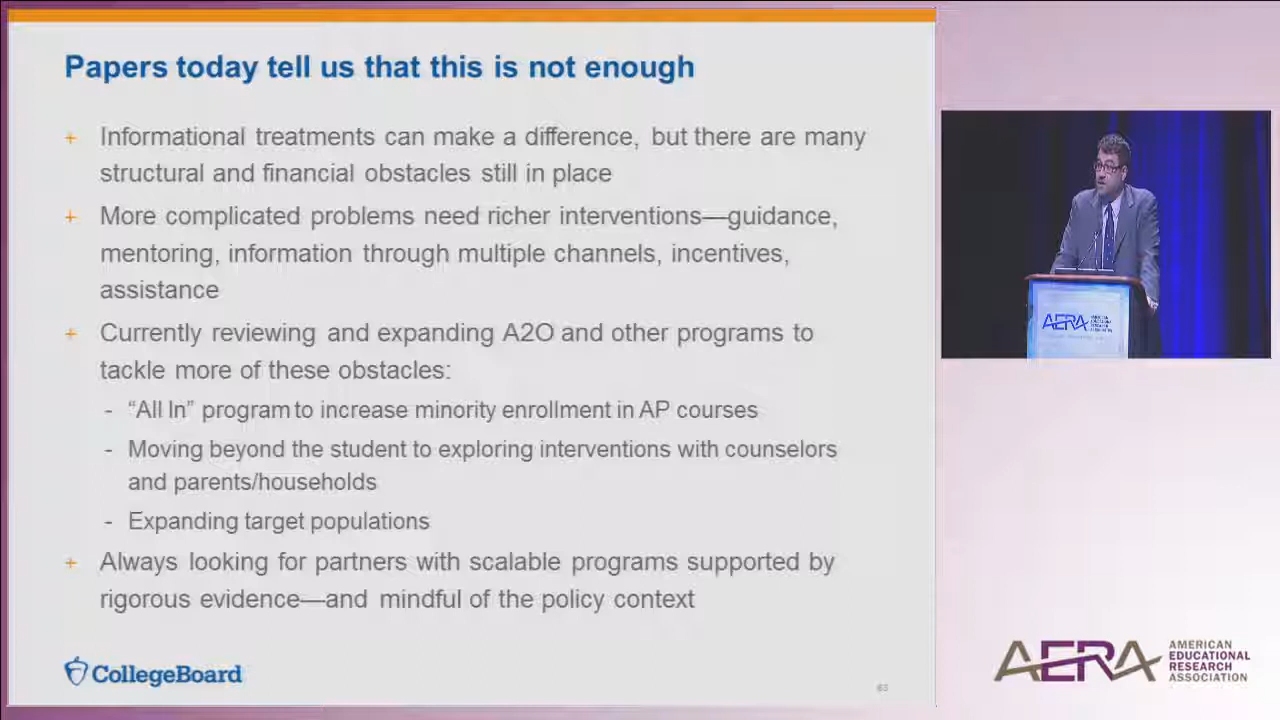 Papers today tell us that this is not enough
+ Informational treatments can make a difference, but there are many
structural and financial obstacles still in place
+ More complicated problems need richer interventions—guidance,
mentoring, information through multiple channels, incentives,
assistance
+ Currently reviewing and expanding A2O and other programs to
tackle more of these obstacles:
- “All In” program to increase minority enrollment in AP courses
- Moving beyond the student to exploring interventions with counselors
and parents/households
- Expanding target populations
+ Always looking for partners with scalable programs supported by
rigorous evidence—and mindful of the policy context
CollegeBoard
63
AERA
AERA
AMERICAN
EDUCATIONAL
RESEARCH
ASSOCIATION